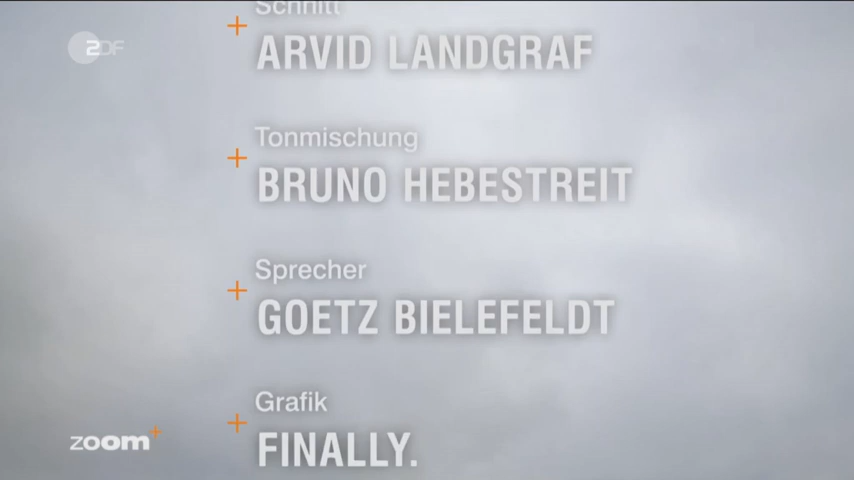 Schnitt
ZDF
ARVID LANDGRAF
Tonmischung
BRUNO HEBESTREIT
Sprecher
GOETZ BIELEFELDT
Grafik
FINALLY.
zoom+